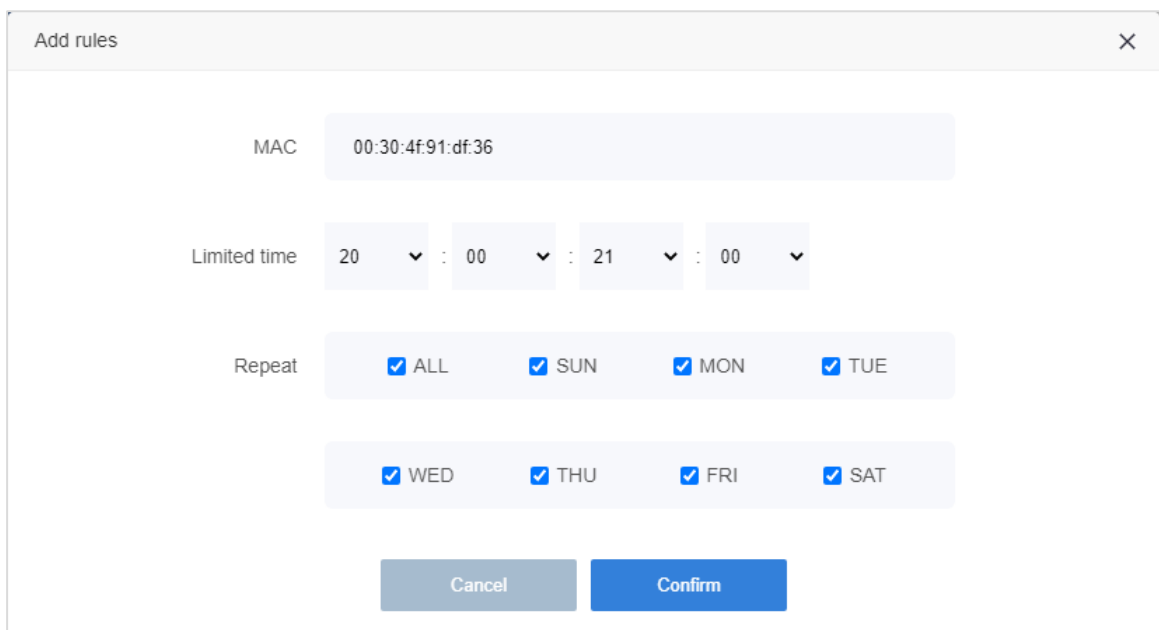 Add rules
MAC 00:30:4f:91:df:36
Limited time 20 : 00 : 21 : 00
Repeat ALL SUN MON TUE
WED THU FRI SAT
Cancel Confirm